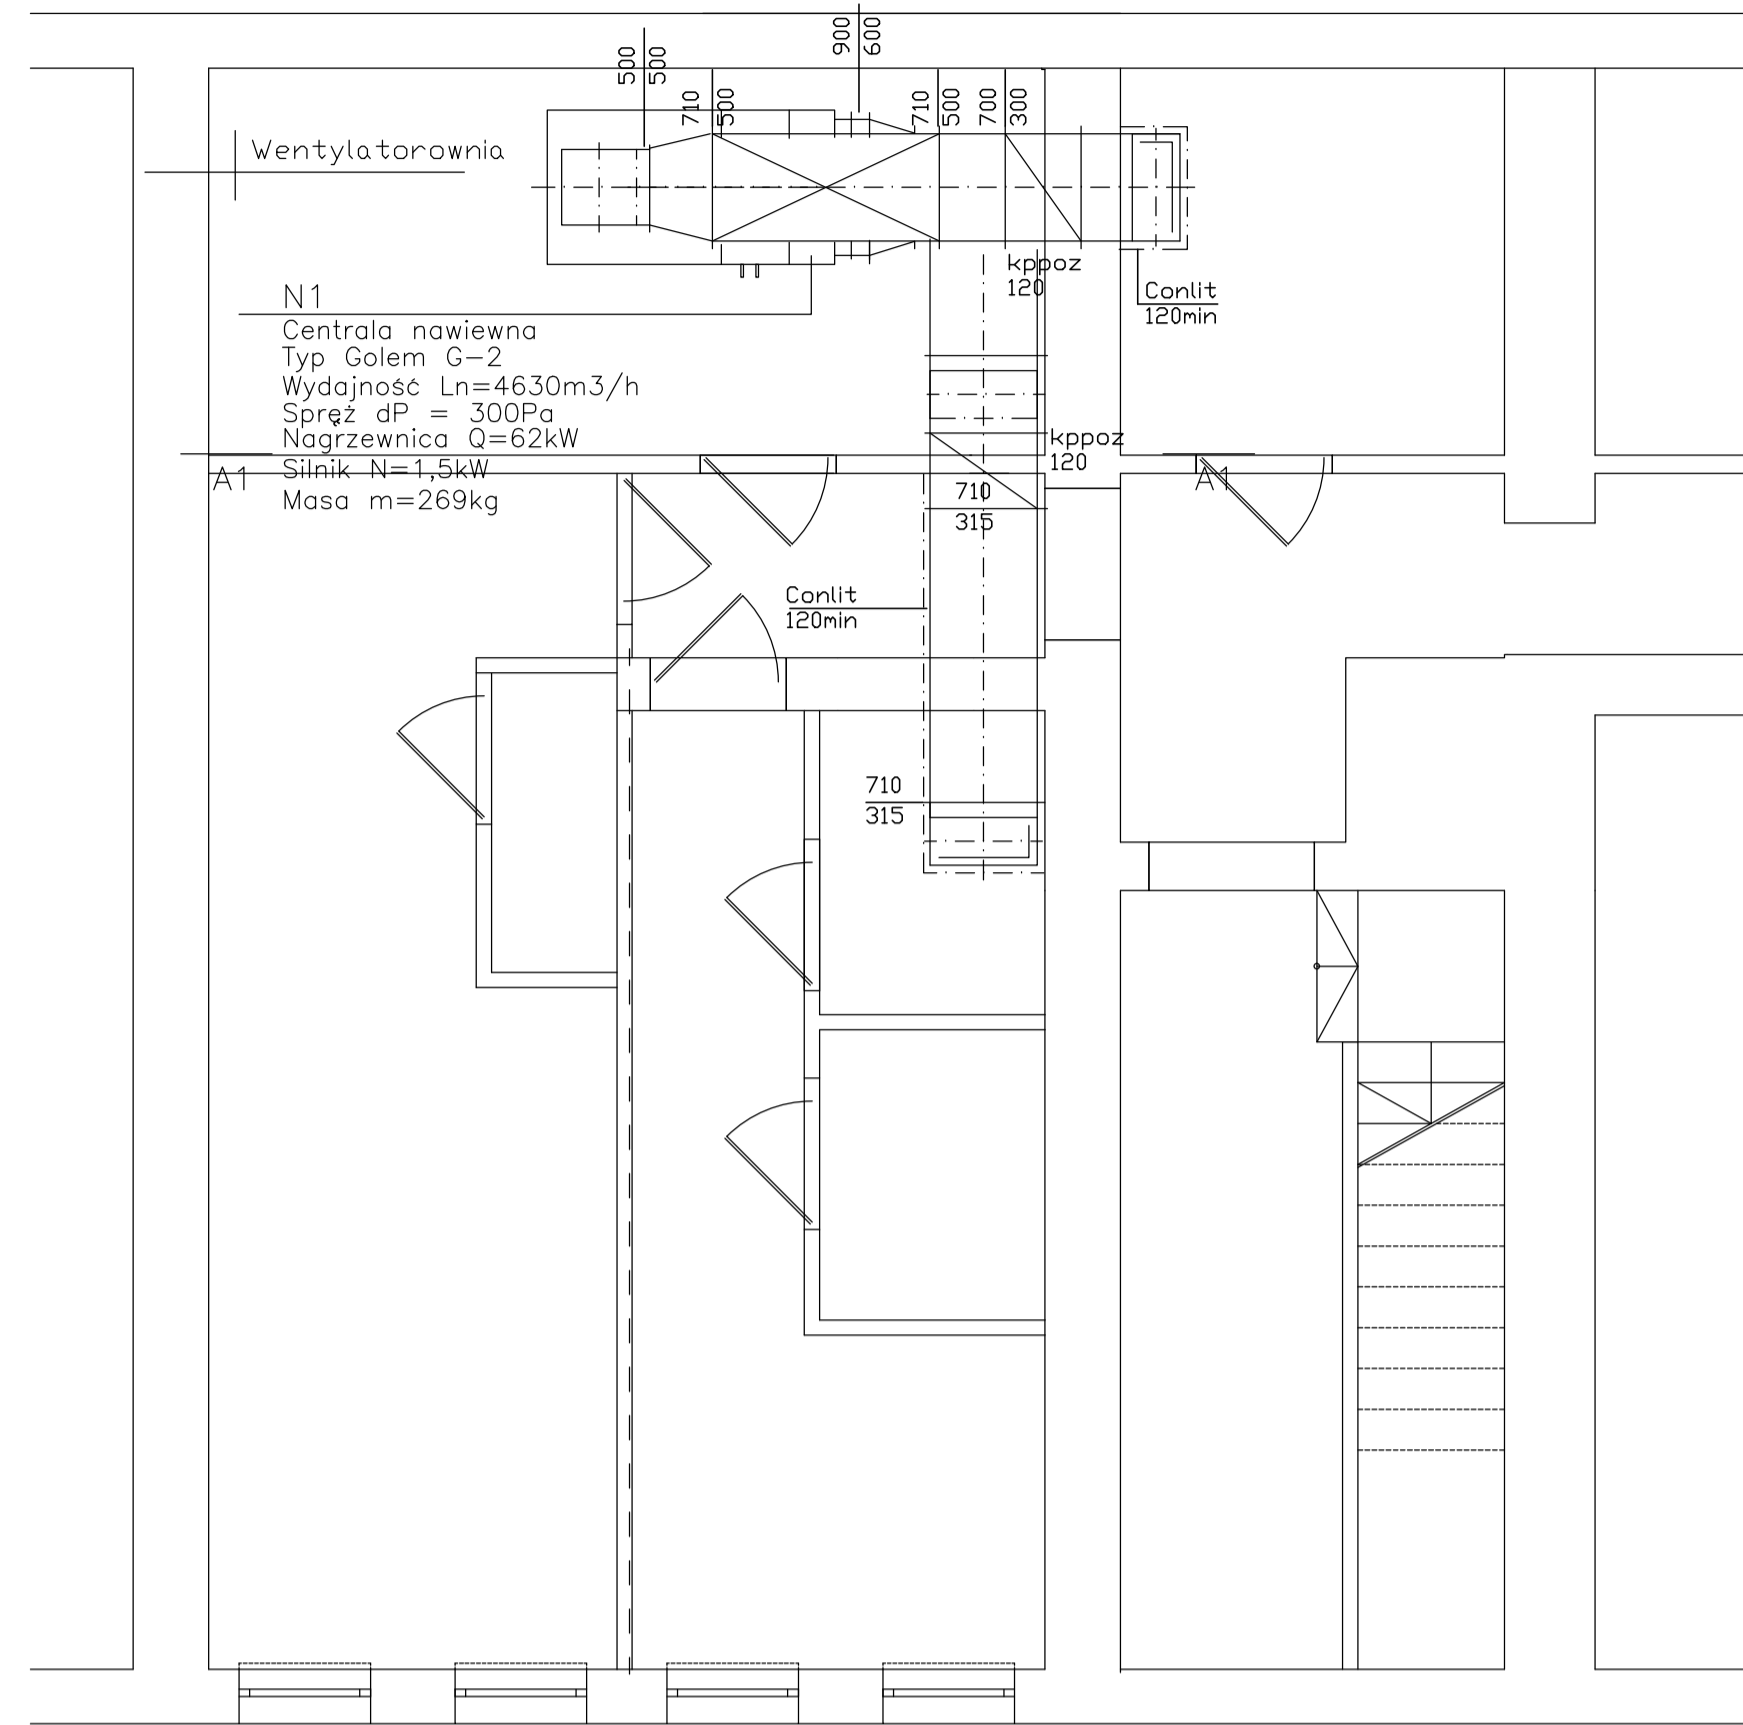 900
600
500
500
710
500
710
500
700
300
Wentylatorownia
kppoz
120
Conlit
120min
N1
Centrala nawiewna
Typ Golem G-2
Wydajność Ln=4630m3/h
Spręż dP = 300Pa
Nagrzewnica Q=62kW
Silnik N=1,5kW
Masa m=269kg
kppoz
120
A1
A1
710
315
Conlit
120min
710
315